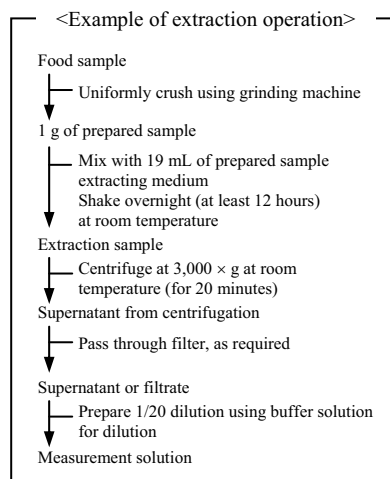 <Example of extraction operation>
Food sample
Uniformly crush using grinding machine
1 g of prepared sample
Mix with 19 mL of prepared sample
extracting medium
Shake overnight (at least 12 hours)
at room temperature
Extraction sample
Centrifuge at 3,000 × g at room
temperature (for 20 minutes)
Supernatant from centrifugation
Pass through filter, as required
Supernatant or filtrate
Prepare 1/20 dilution using buffer solution
for dilution
Measurement solution